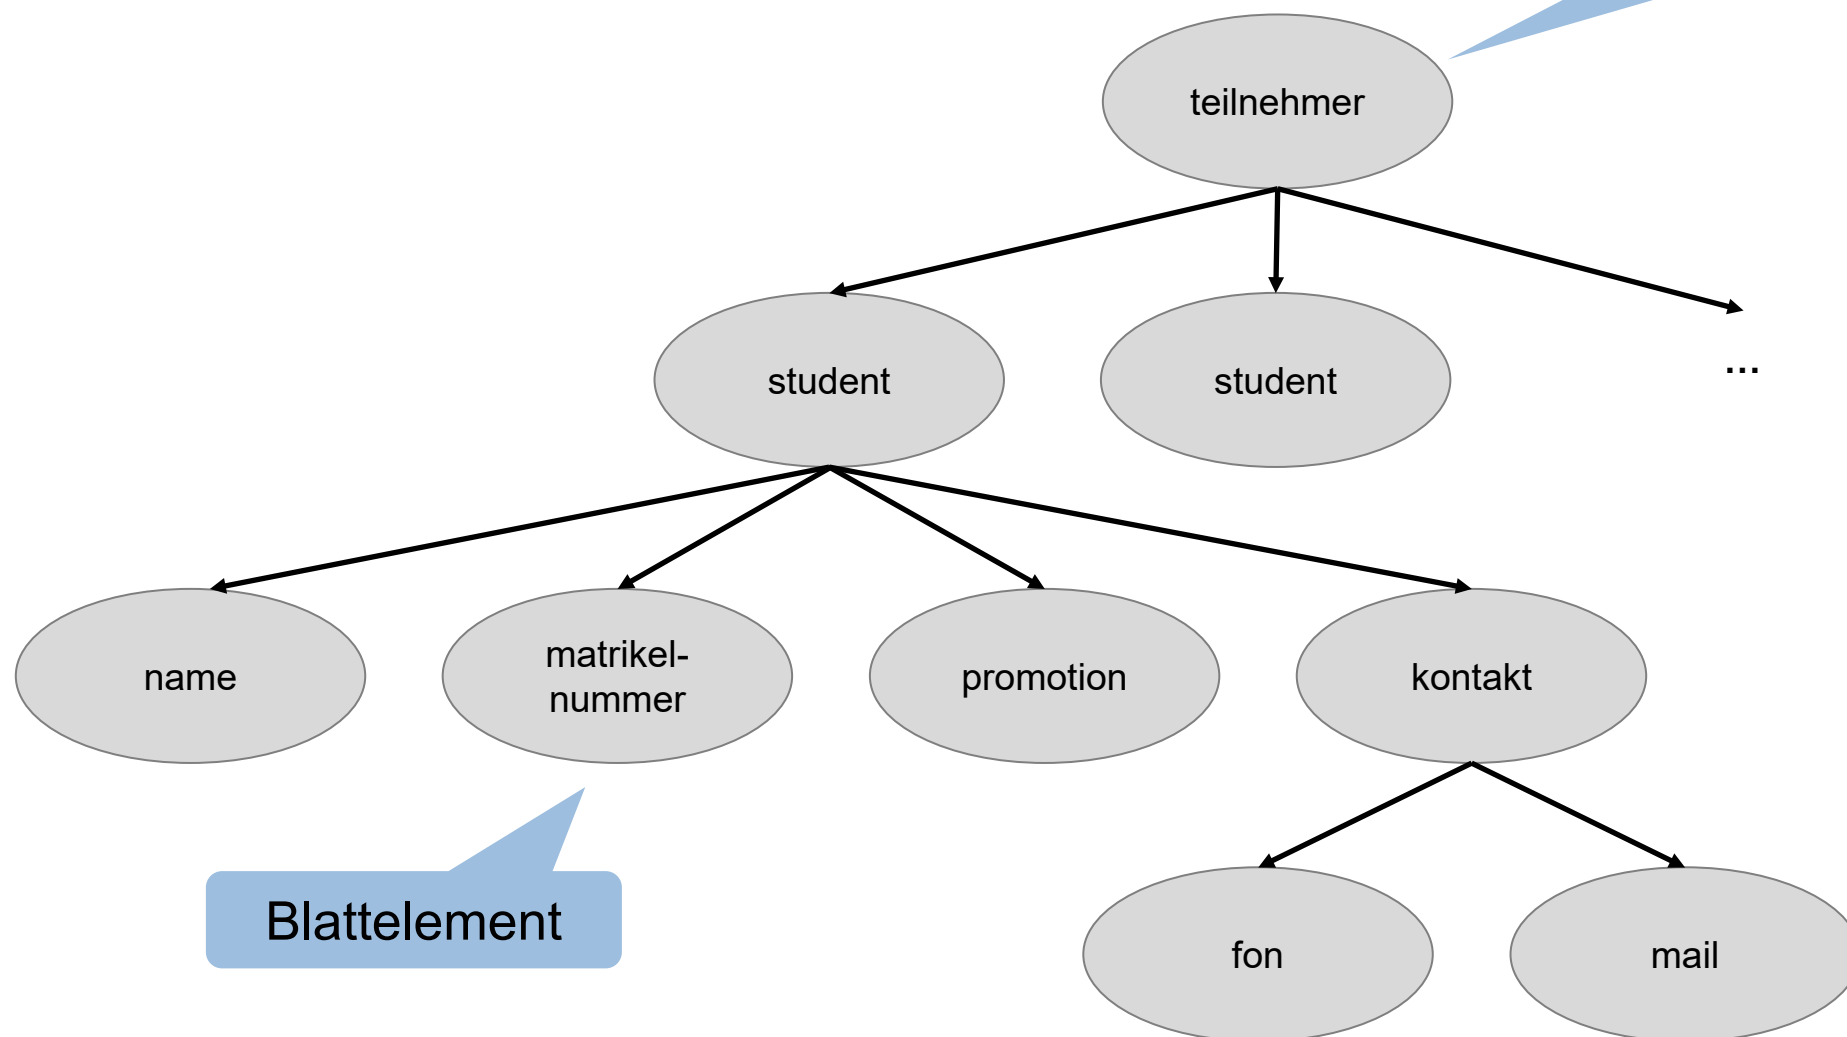 teilnehmer
student
student
...
name
matrikel-
nummer
promotion
kontakt
Blattelement
fon
mail